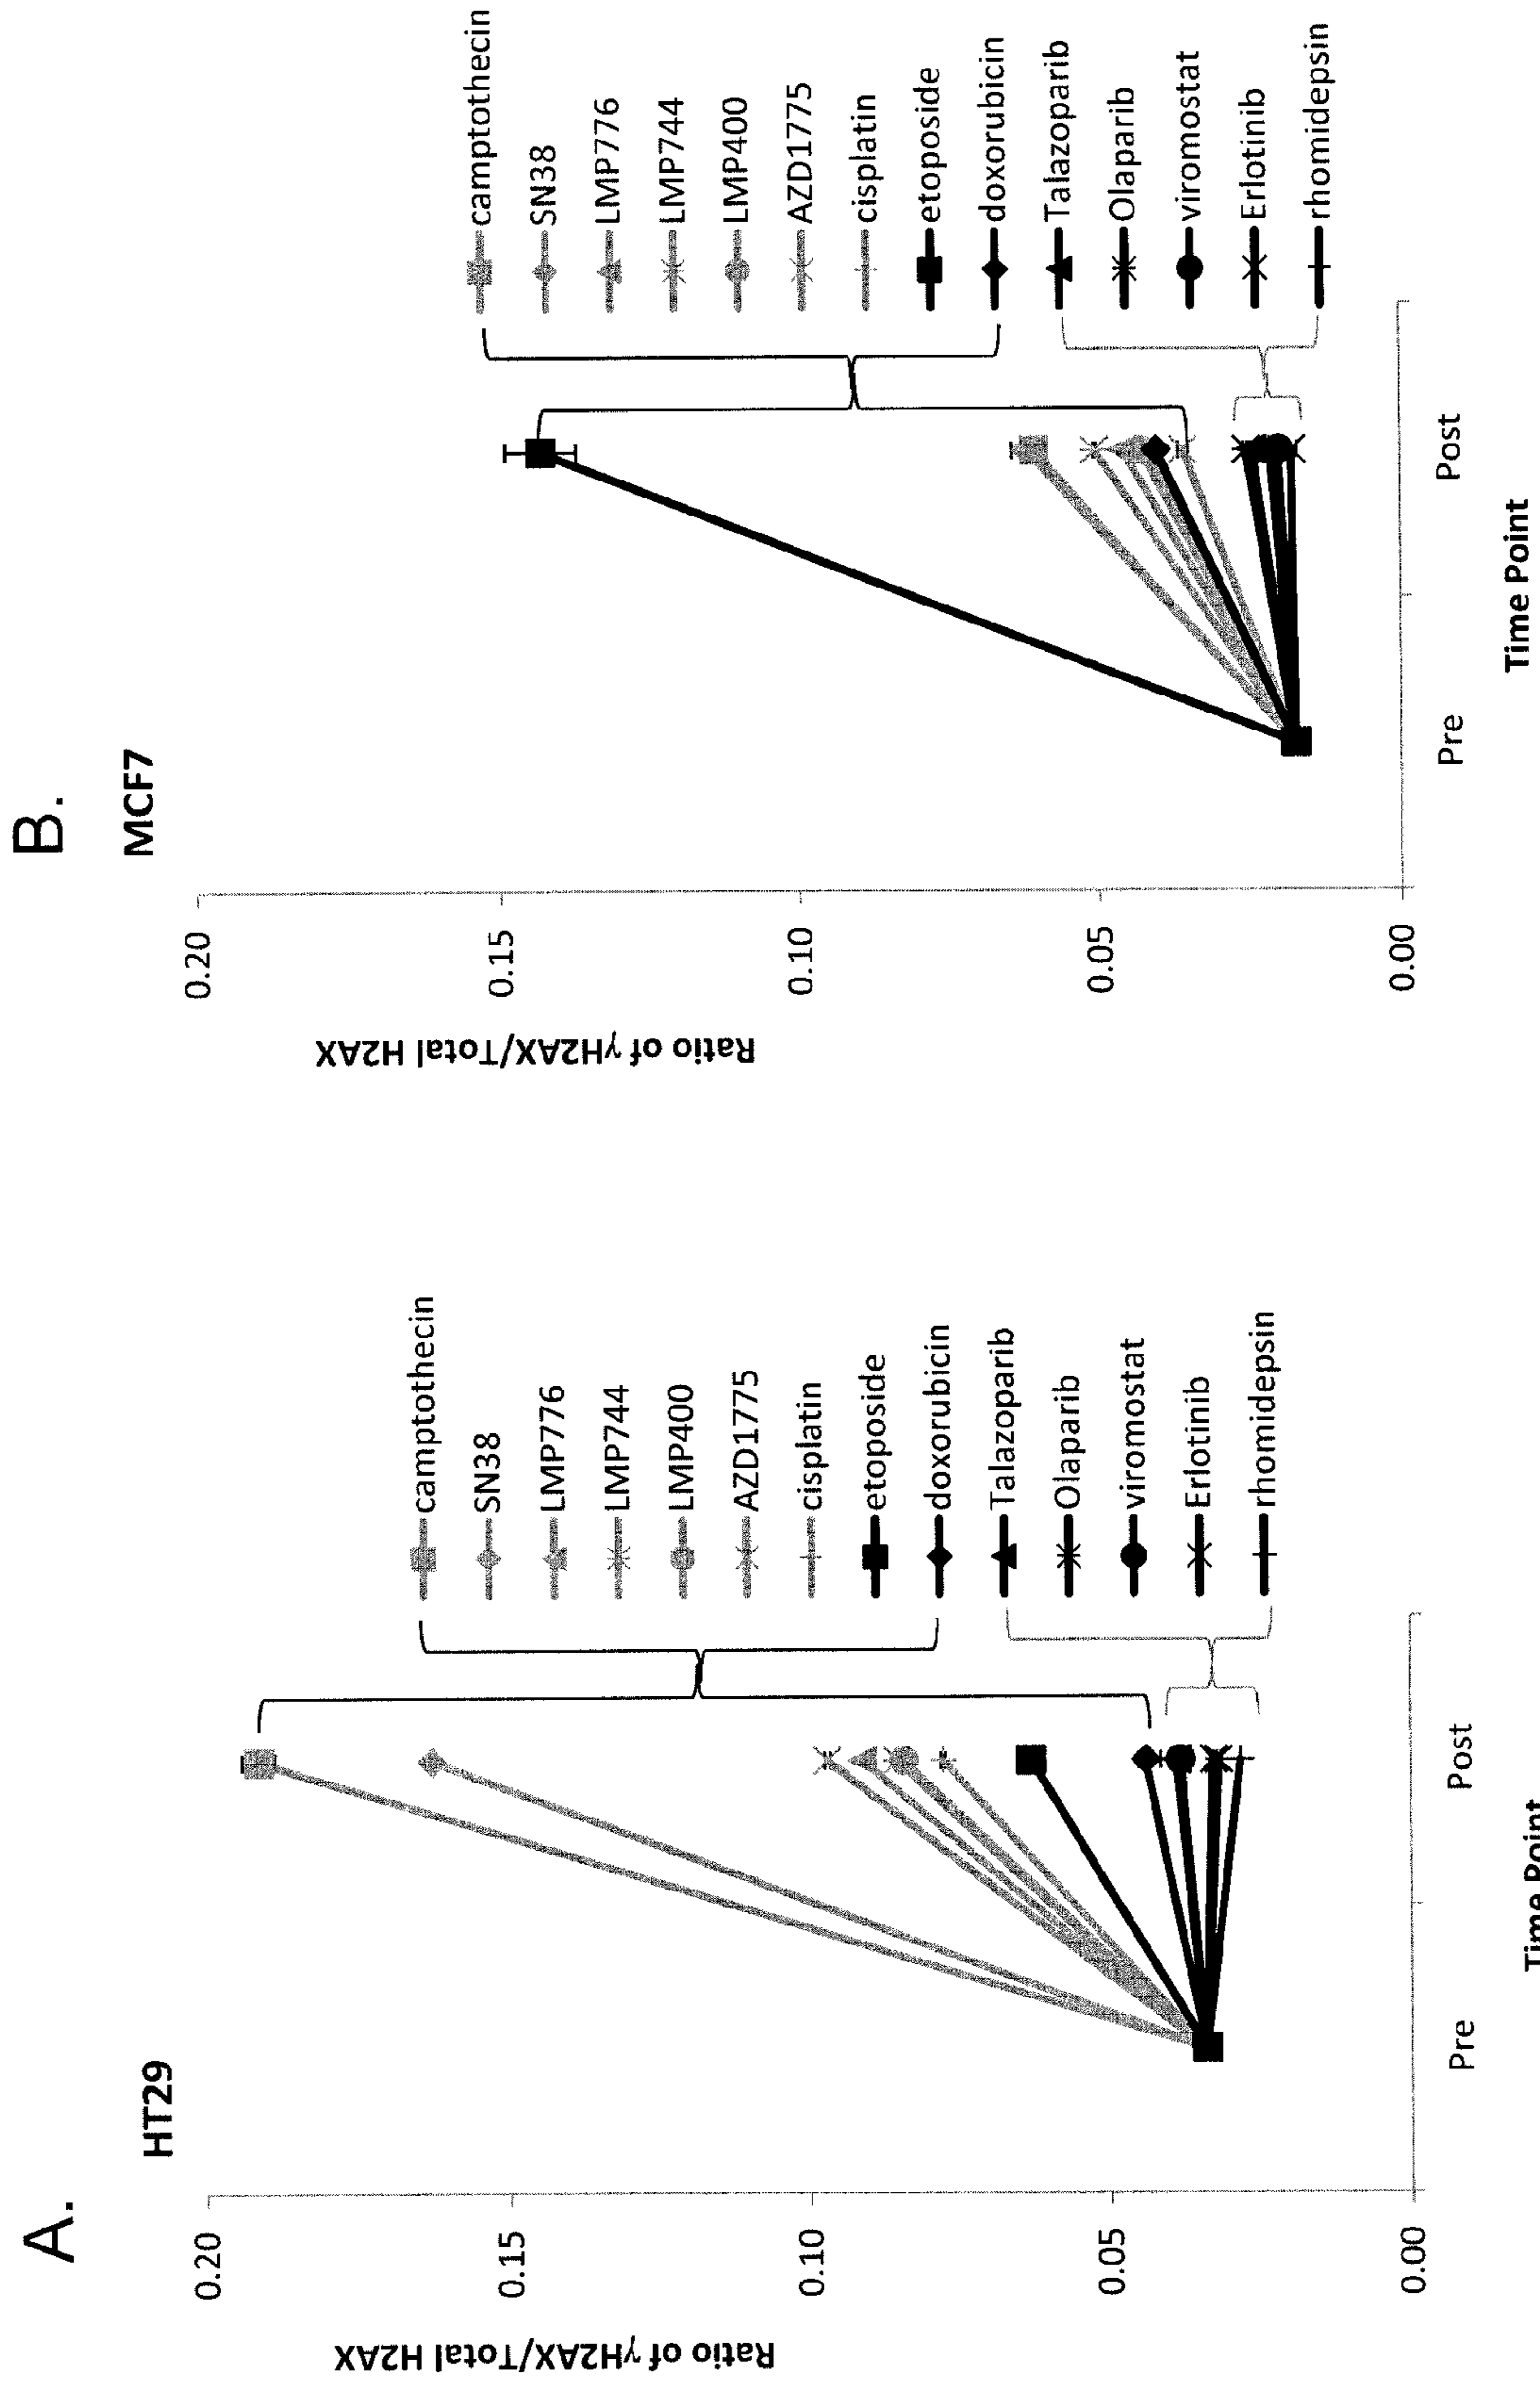 A.
HT29
Ratio of γH2AX/Total H2AX
0.20
0.15
0.10
0.05
0.00
Pre
Post
Time Point
camptothecin
SN38
LMP776
LMP744
LMP400
AZD1775
cisplatin
etoposide
doxorubicin
Talazoparib
Olaparib
viromostat
Erlotinib
rhomidepsin
B.
MCF7
Ratio of γH2AX/Total H2AX
0.20
0.15
0.10
0.05
0.00
Pre
Post
Time Point
camptothecin
SN38
LMP776
LMP744
LMP400
AZD1775
cisplatin
etoposide
doxorubicin
Talazoparib
Olaparib
viromostat
Erlotinib
rhomidepsin